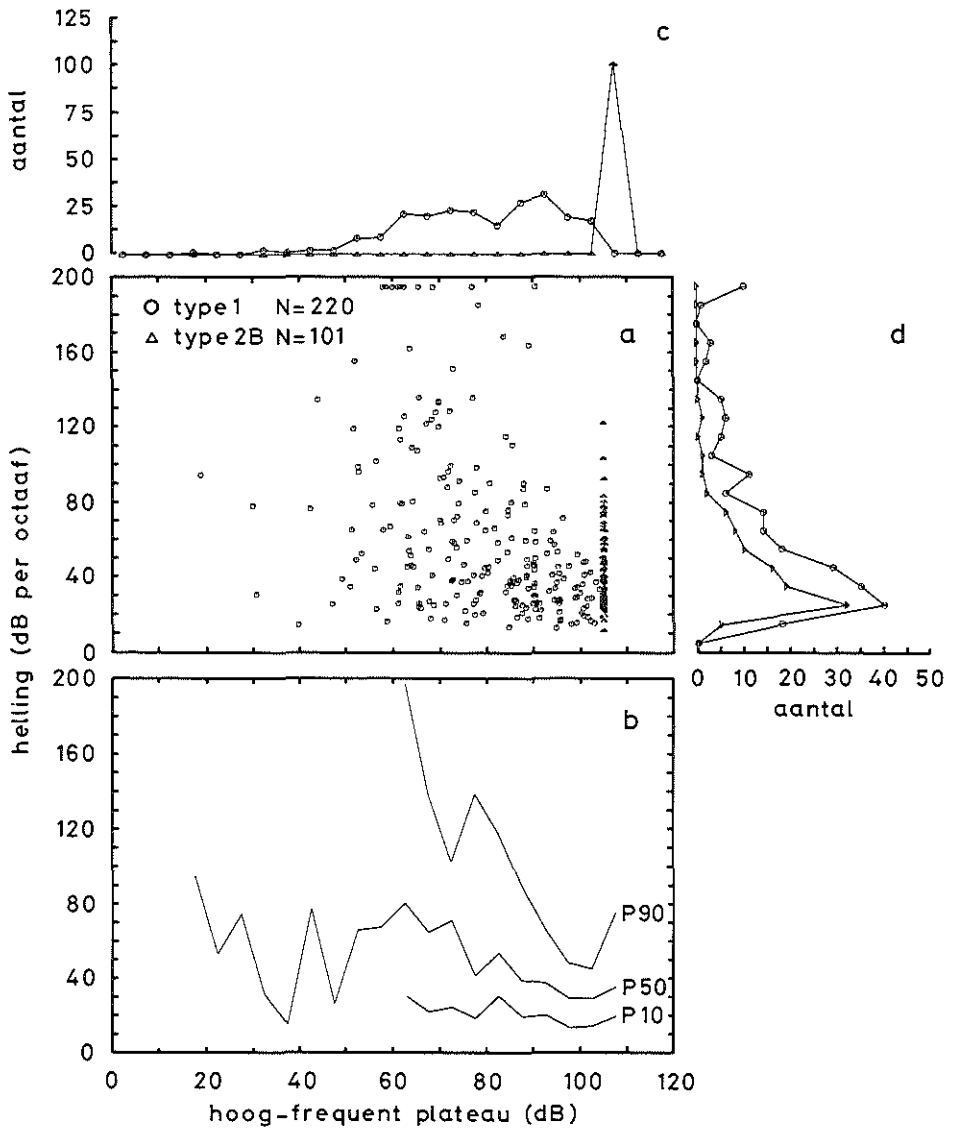 125
c
100
75
50
25
0
aantal
200
160
120
80
40
0
type 1 N=220
type 2B N=101
a
d
0 10 20 30 40 50
aantal
helling (dB per octaaf)
200
160
120
80
40
0
b
P90
P50
P10
0 20 40 60 80 100 120
hoog-frequent plateau (dB)